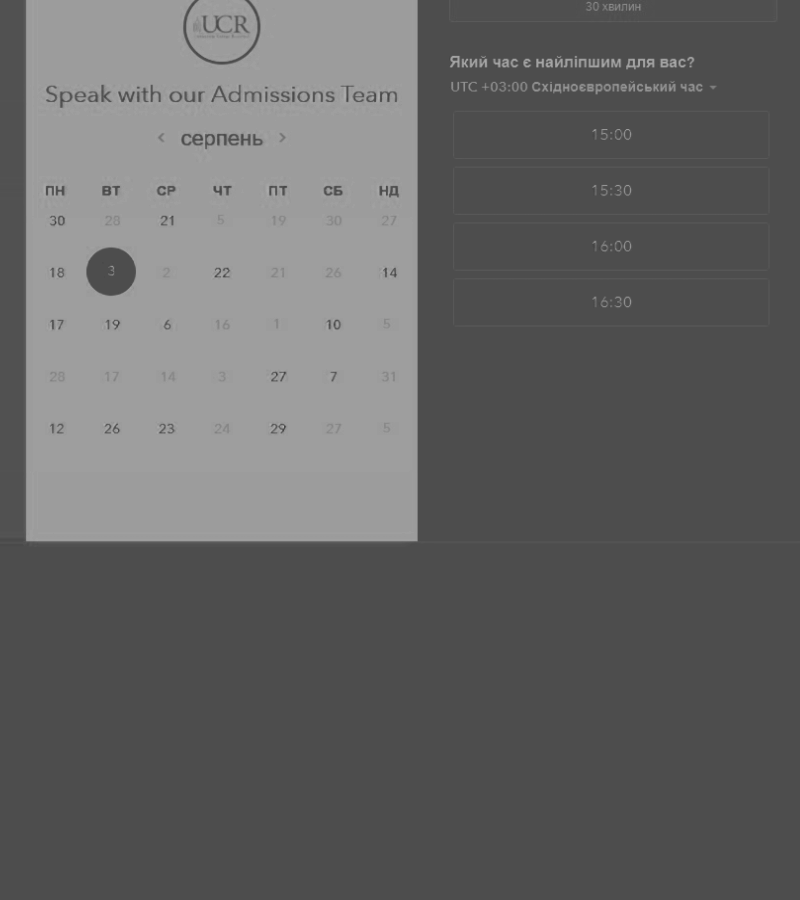 UCR
Speak with our Admissions Team
серпень
ПН ВТ СР ЧТ ПТ СБ НД
30 28 21 5 19 30 27
18 3 2 22 21 26 14
17 19 6 16 1 10 5
28 17 14 3 27 7 31
12 26 23 24 29 27 5
30 хвилин
Який час є найліпшим для вас?
UTC +03:00 Східноєвропейський час
15:00
15:30
16:00
16:30